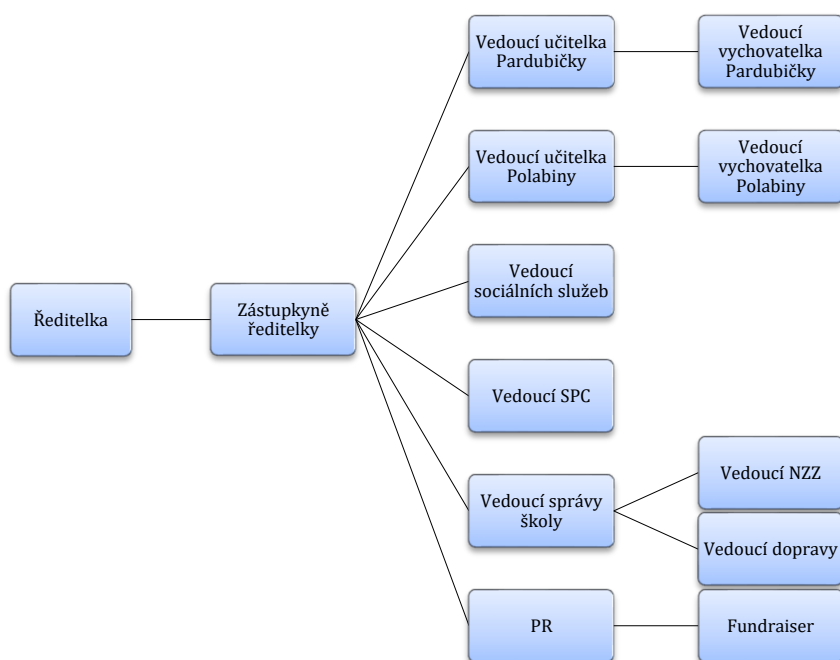 Vedoucí učitelka
Pardubičky
Vedoucí
vychovatelka
Pardubičky
Vedoucí učitelka
Polabiny
Vedoucí
vychovatelka
Polabiny
Vedoucí
sociálních služeb
Ředitelka
Zástupkyně
ředitelky
Vedoucí SPC
Vedoucí správy
školy
Vedoucí NZZ
Vedoucí dopravy
PR
Fundraiser